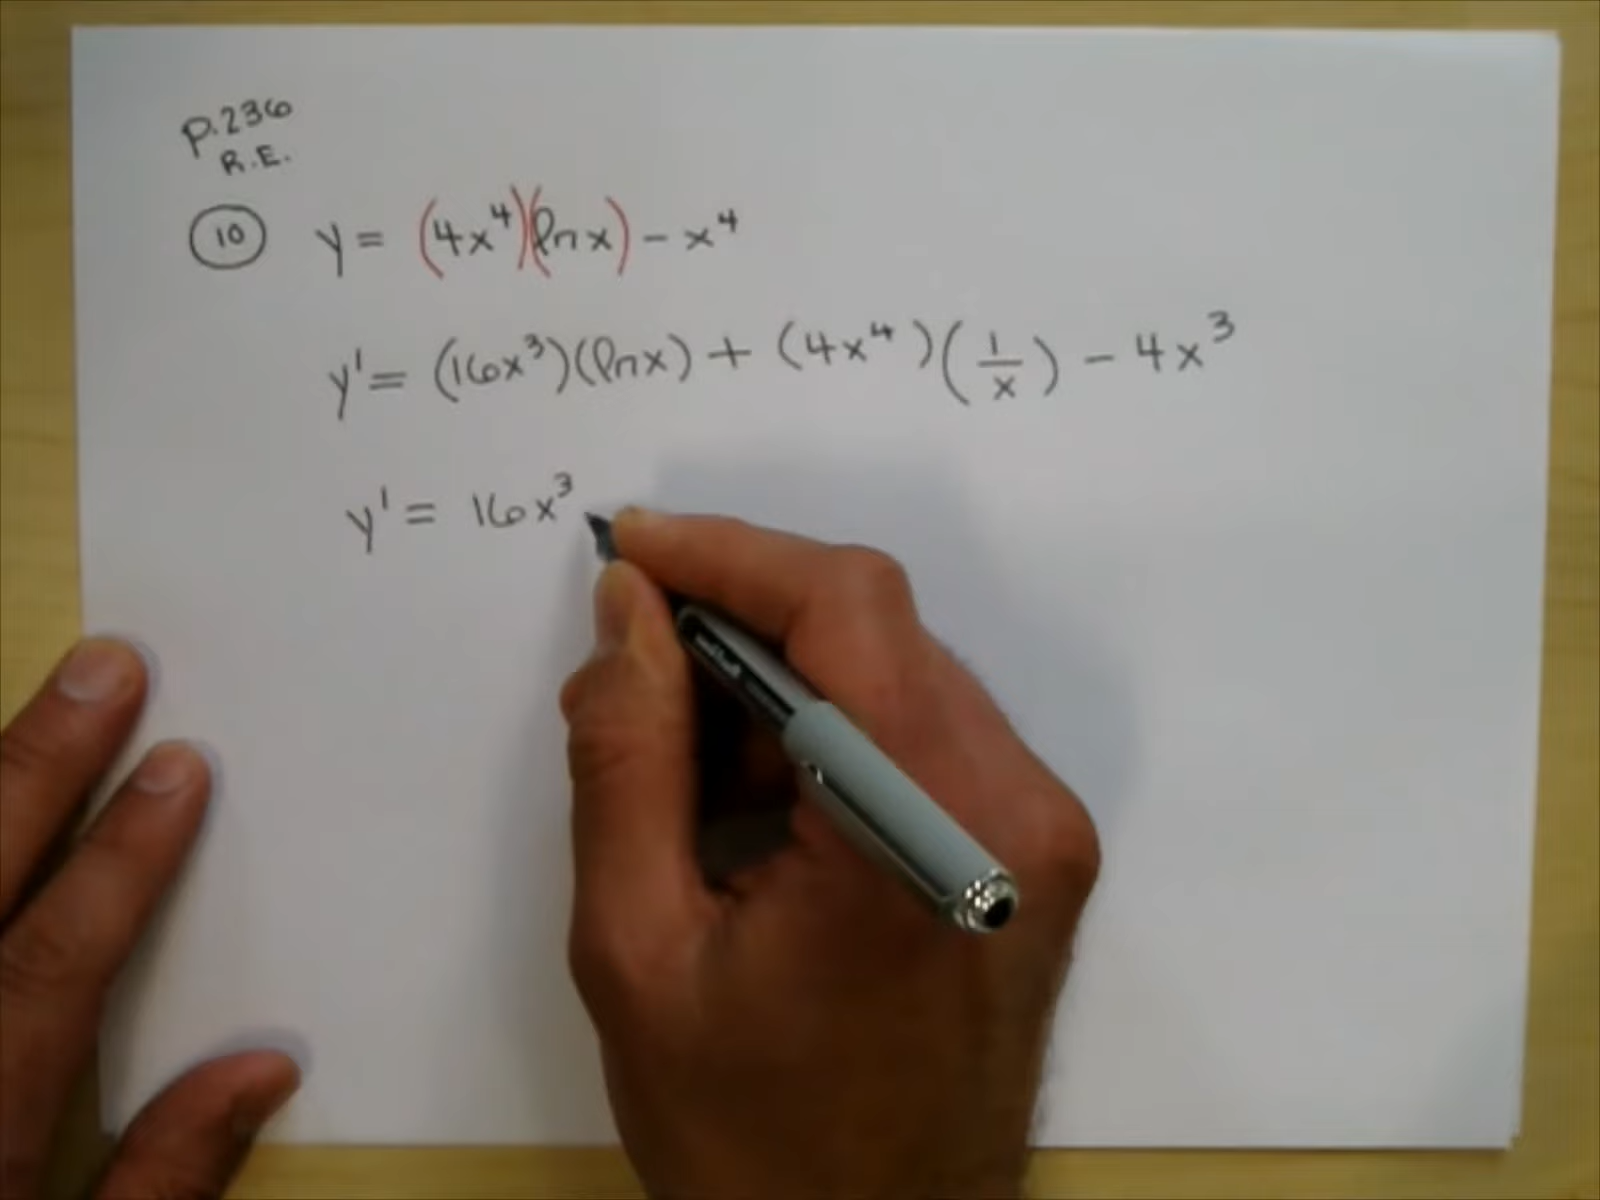 P.236
R.E.
10 y = (4x⁴)(ln x) - x⁴
y' = (16x³)(ln x) + (4x⁴)(1/x) - 4x³
y' = 16x³